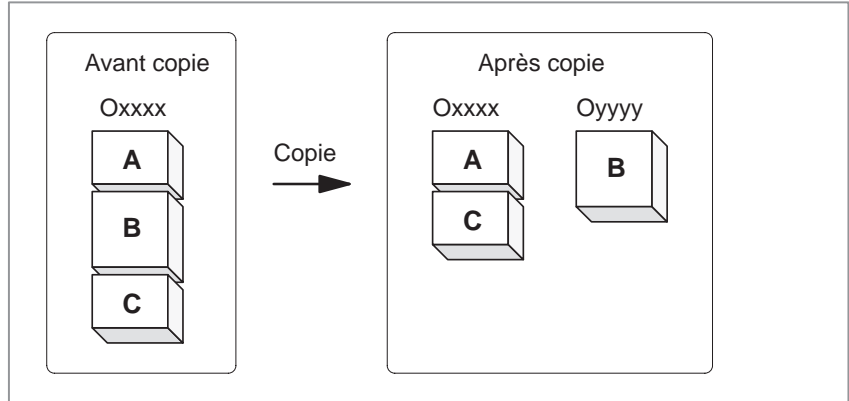 Avant copie
Oxxxx
A
B
C
Copie
Après copie
Oxxxx
Oyyyy
A
C
B